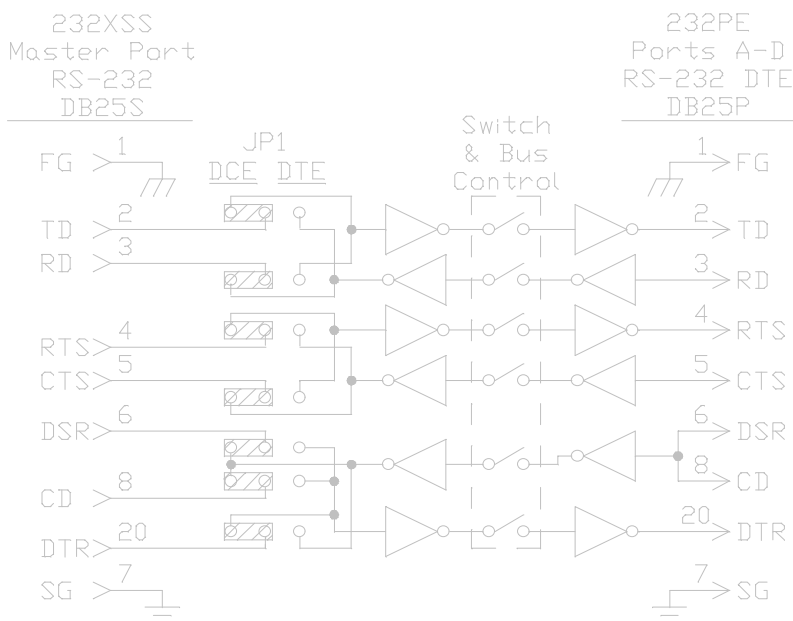 232XSS
Master Port
RS-232
DB25S
232PE
Ports A-D
RS-232 DTE
DB25P
JP1
DCE DTE
Switch
& Bus
Control
FG 1
1 FG
TD 2
2 TD
RD 3
3 RD
RTS 4
4 RTS
CTS 5
5 CTS
DSR 6
6 DSR
CD 8
8 CD
DTR 20
20 DTR
SG 7
7 SG